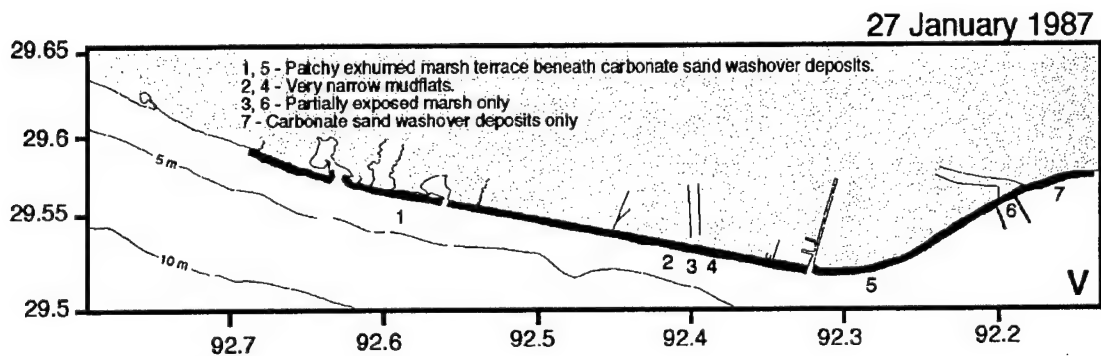 27 January 1987
29.65
1, 5 - Patchy exhumed marsh terrace beneath carbonate sand washover deposits.
2, 4 - Very narrow mudflats.
3, 6 - Partially exposed marsh only
7 - Carbonate sand washover deposits only
29.6
5 m
7
29.55
1
6
2 3 4
10 m
5
V
29.5
92.7 92.6 92.5 92.4 92.3 92.2